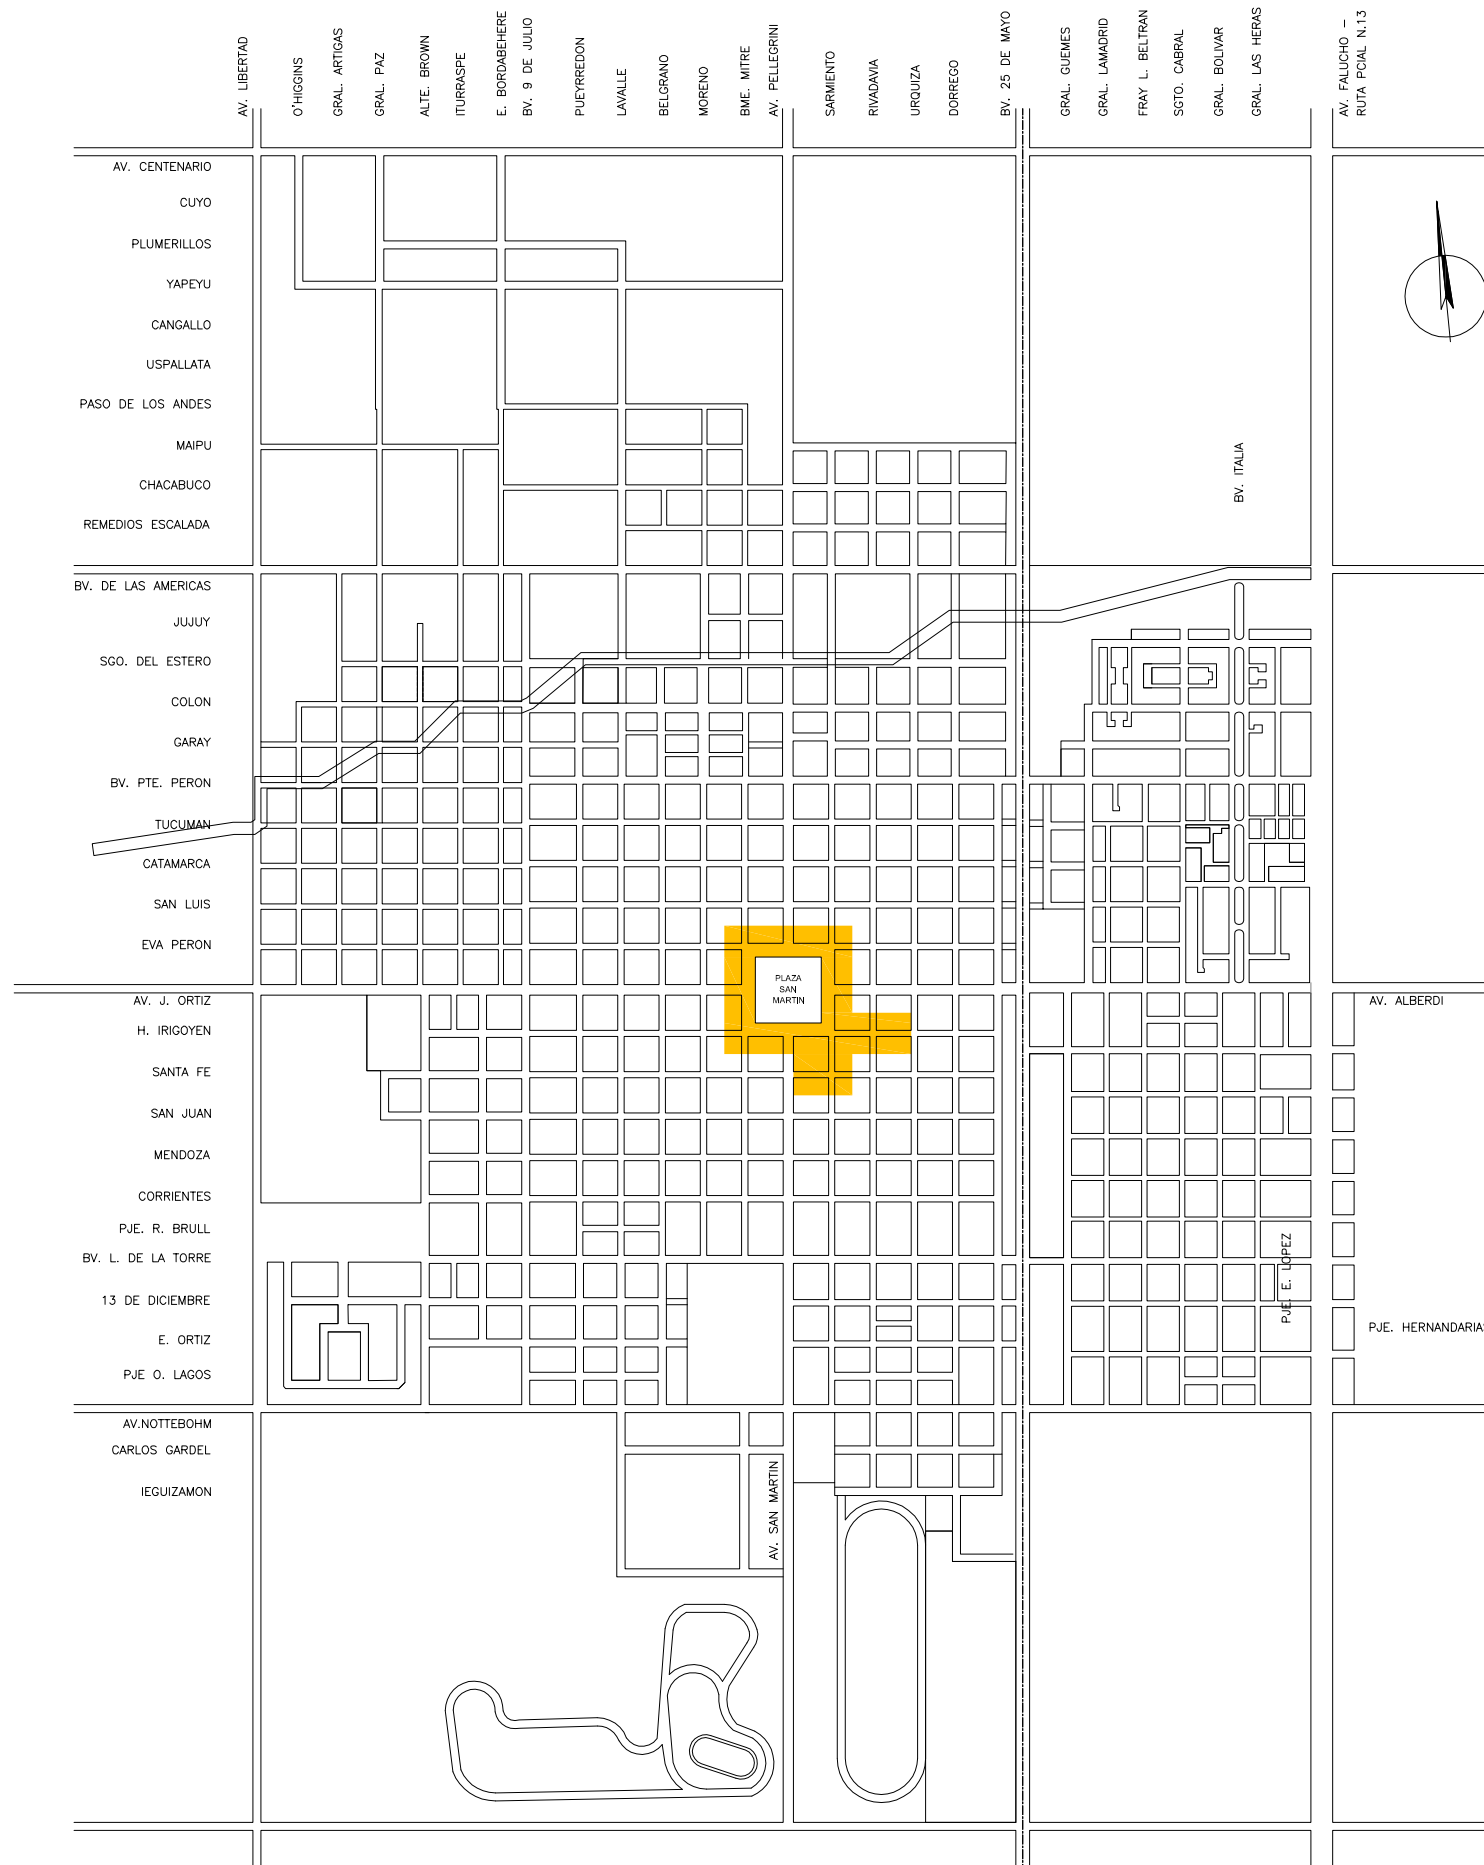 AV. LIBERTAD
O'HIGGINS
GRAL. ARTIGAS
GRAL. PAZ
ALTE. BROWN
ITURRASPE
E. BORDABEHERE
BV. 9 DE JULIO
PUEYRREDON
LAVALLE
BELGRANO
MORENO
BME. MITRE
AV. PELLEGRINI
SARMIENTO
RIVADAVIA
URQUIZA
DORREGO
BV. 25 DE MAYO
GRAL. GUEMES
GRAL. LAMADRID
FRAY L. BELTRAN
SGTO. CABRAL
GRAL. BOLIVAR
GRAL. LAS HERAS
AV. FALUCHO –
RUTA PCIAL N.13
AV. CENTENARIO
CUYO
PLUMERILLOS
YAPEYU
CANGALLO
USPALLATA
PASO DE LOS ANDES
MAIPU
CHACABUCO
REMEDIOS ESCALADA
BV. ITALIA
BV. DE LAS AMERICAS
JUJUY
SGO. DEL ESTERO
COLON
GARAY
BV. PTE. PERON
TUCUMAN
CATAMARCA
SAN LUIS
EVA PERON
PLAZA
SAN
MARTIN
AV. J. ORTIZ
AV. ALBERDI
H. IRIGOYEN
SANTA FE
SAN JUAN
MENDOZA
CORRIENTES
PJE. R. BRULL
BV. L. DE LA TORRE
13 DE DICIEMBRE
PJE. E. LOPEZ
E. ORTIZ
PJE. HERNANDARIAS
PJE O. LAGOS
AV.NOTTEBOHM
CARLOS GARDEL
IEGUIZAMON
AV. SAN MARTIN